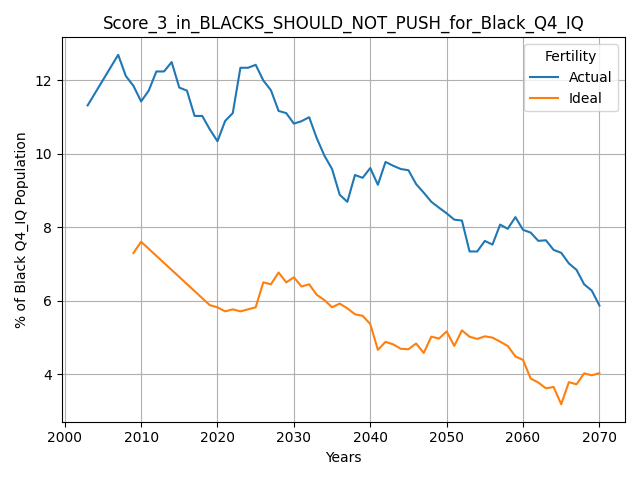 Score_3_in_BLACKS_SHOULD_NOT_PUSH_for_Black_Q4_IQ
Fertility
Actual
Ideal
% of Black Q4_IQ Population
12
10
8
6
4
2000 2010 2020 2030 2040 2050 2060 2070
Years